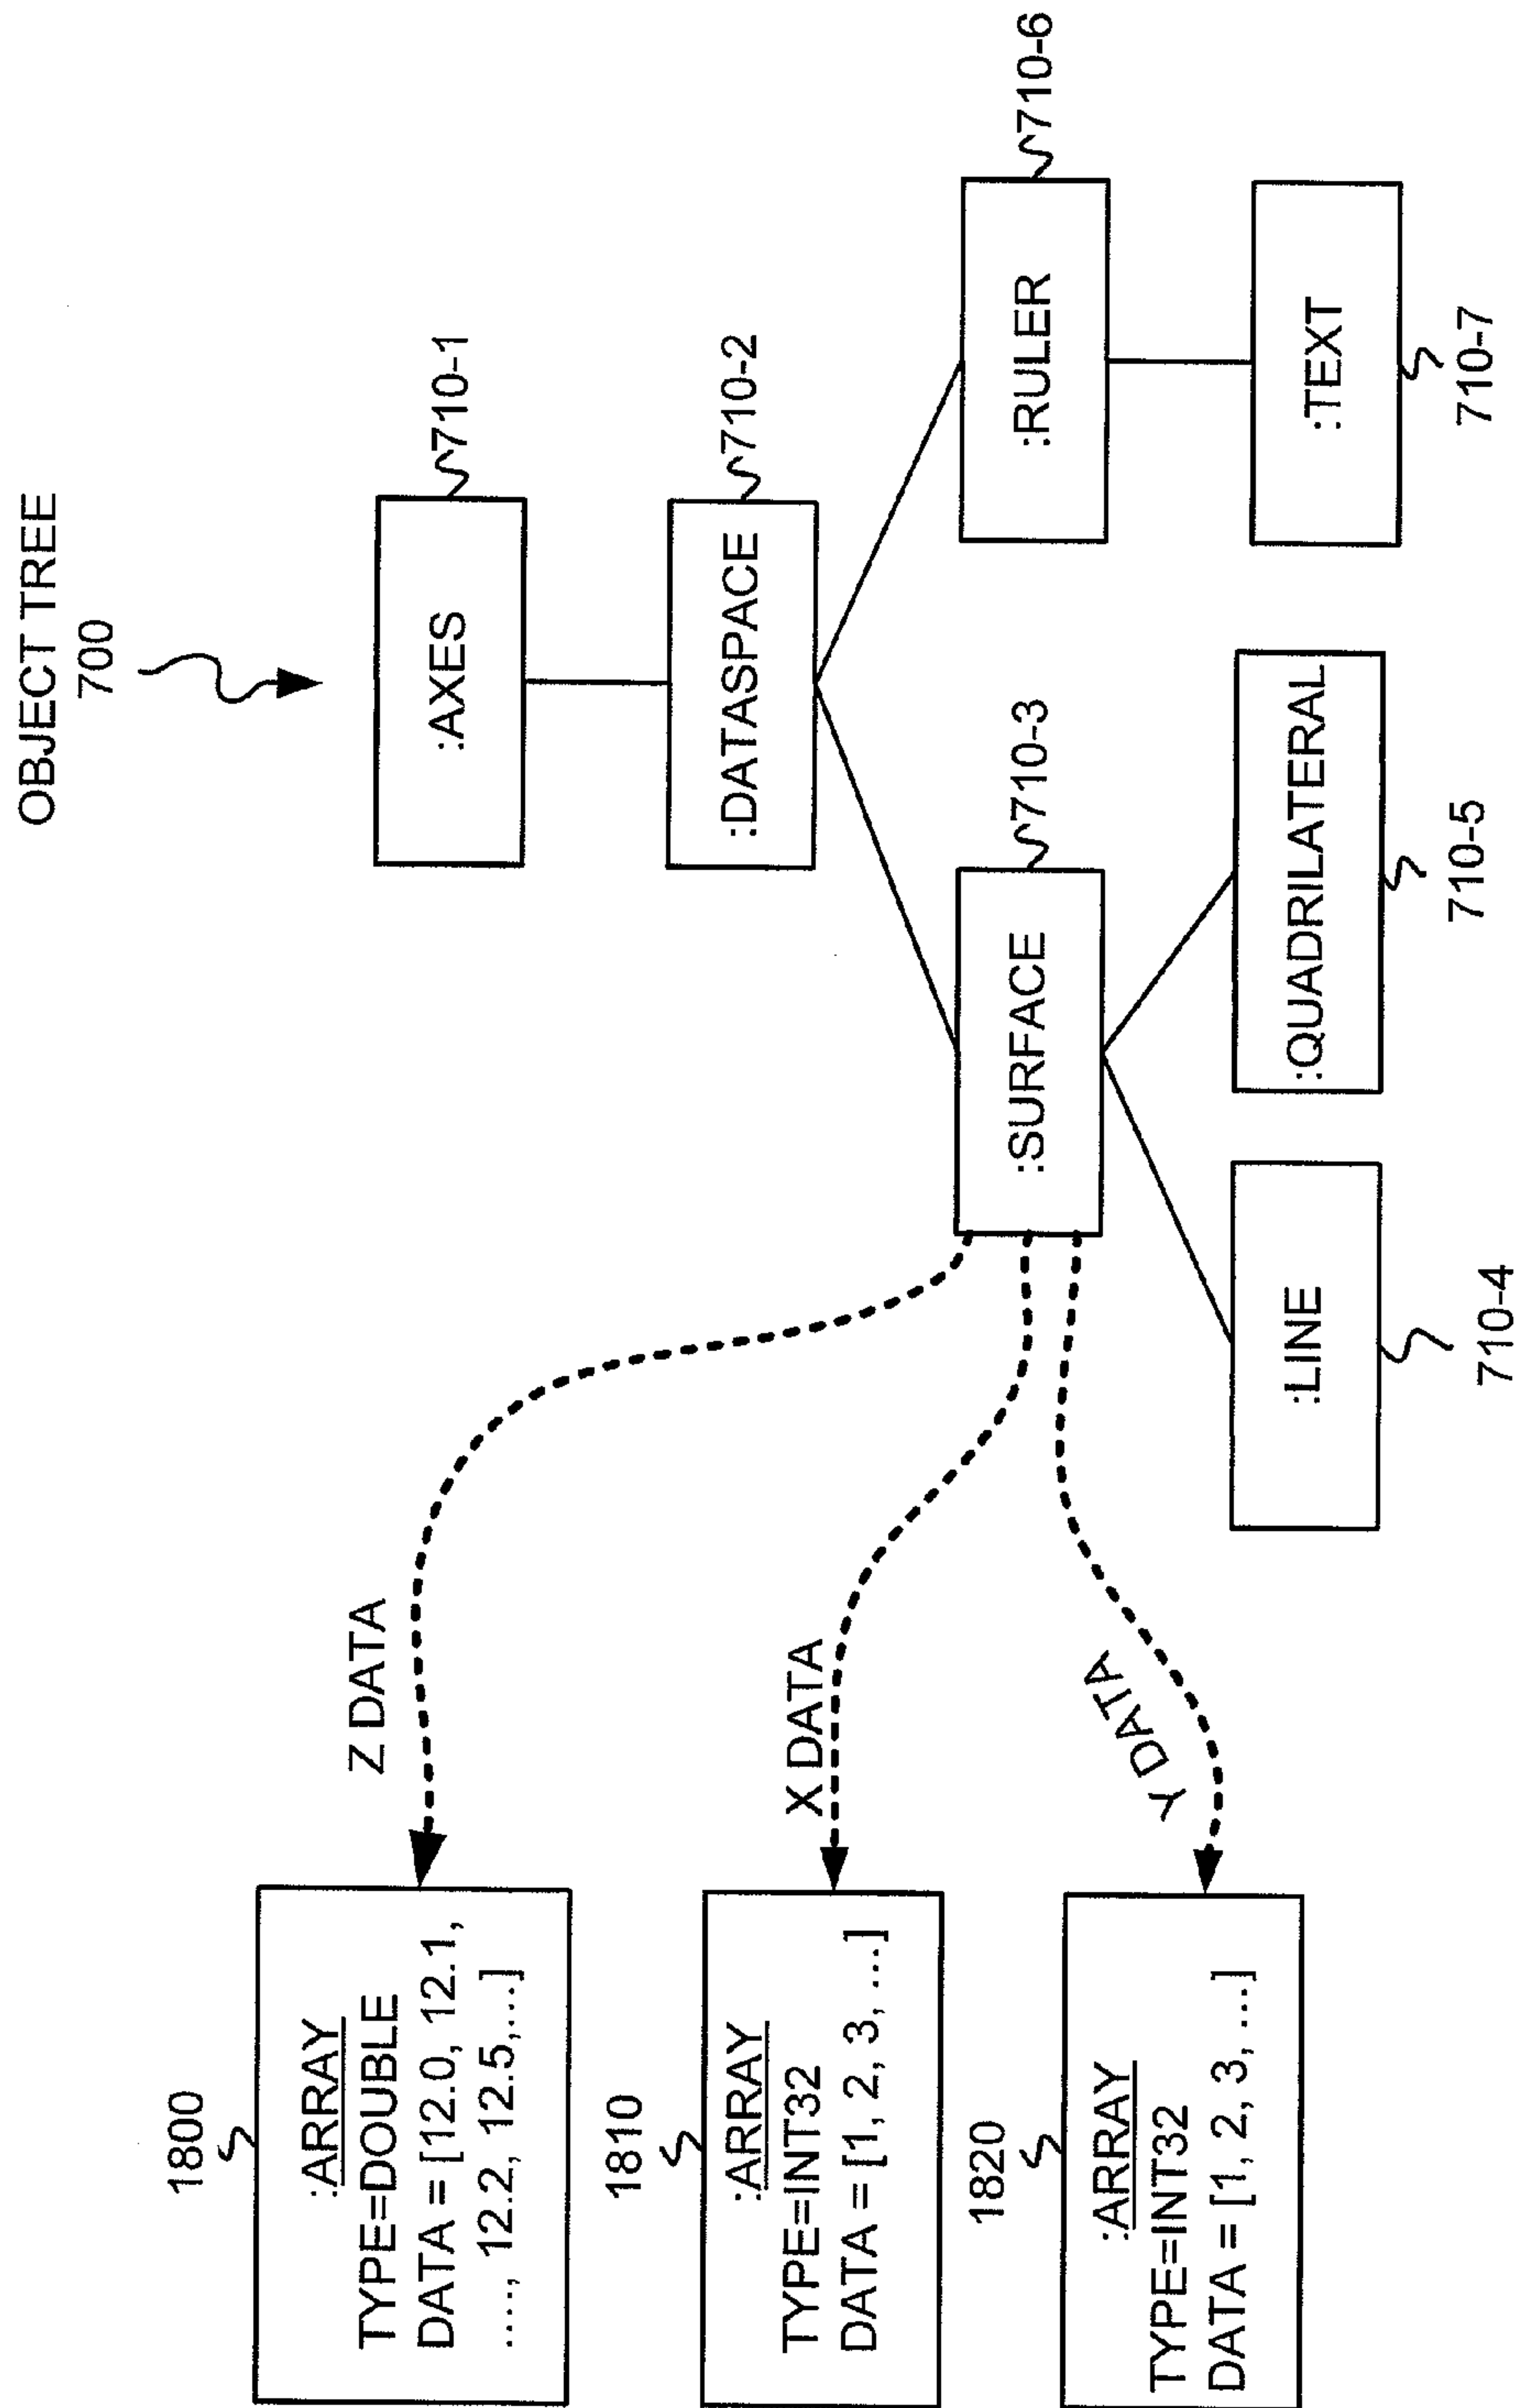 OBJECT TREE
700
:AXES
710-1
:DATASPACE
710-2
:SURFACE
710-3
:RULER
710-6
:LINE
710-4
:QUADRILATERAL
710-5
:TEXT
710-7
Z DATA
X DATA
Y DATA
1800
:ARRAY
TYPE=DOUBLE
DATA = [12.0, 12.1,
...., 12.2, 12.5,...]
1810
:ARRAY
TYPE=INT32
DATA = [1, 2, 3, ...]
1820
:ARRAY
TYPE=INT32
DATA = [1, 2, 3, ...]